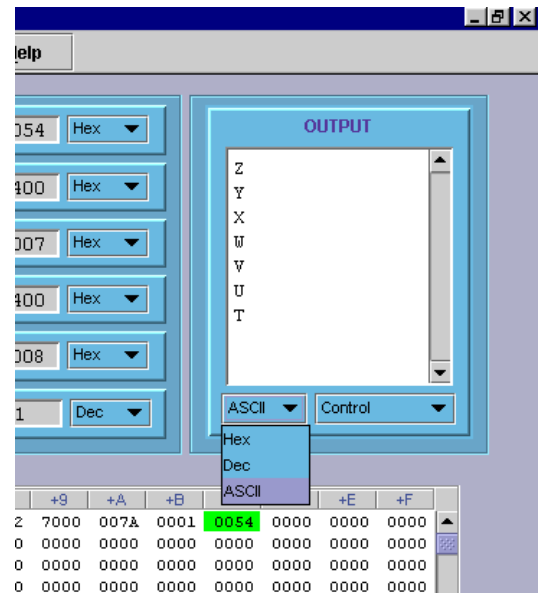 elp
054 Hex
400 Hex
007 Hex
400 Hex
008 Hex
1 Dec
OUTPUT
Z
Y
X
W
V
U
T
ASCII Control
Hex
Dec
ASCII
+9 +A +B +E +F
2 7000 007A 0001 0054 0000 0000 0000
0 0000 0000 0000 0000 0000 0000 0000
0 0000 0000 0000 0000 0000 0000 0000
0 0000 0000 0000 0000 0000 0000 0000